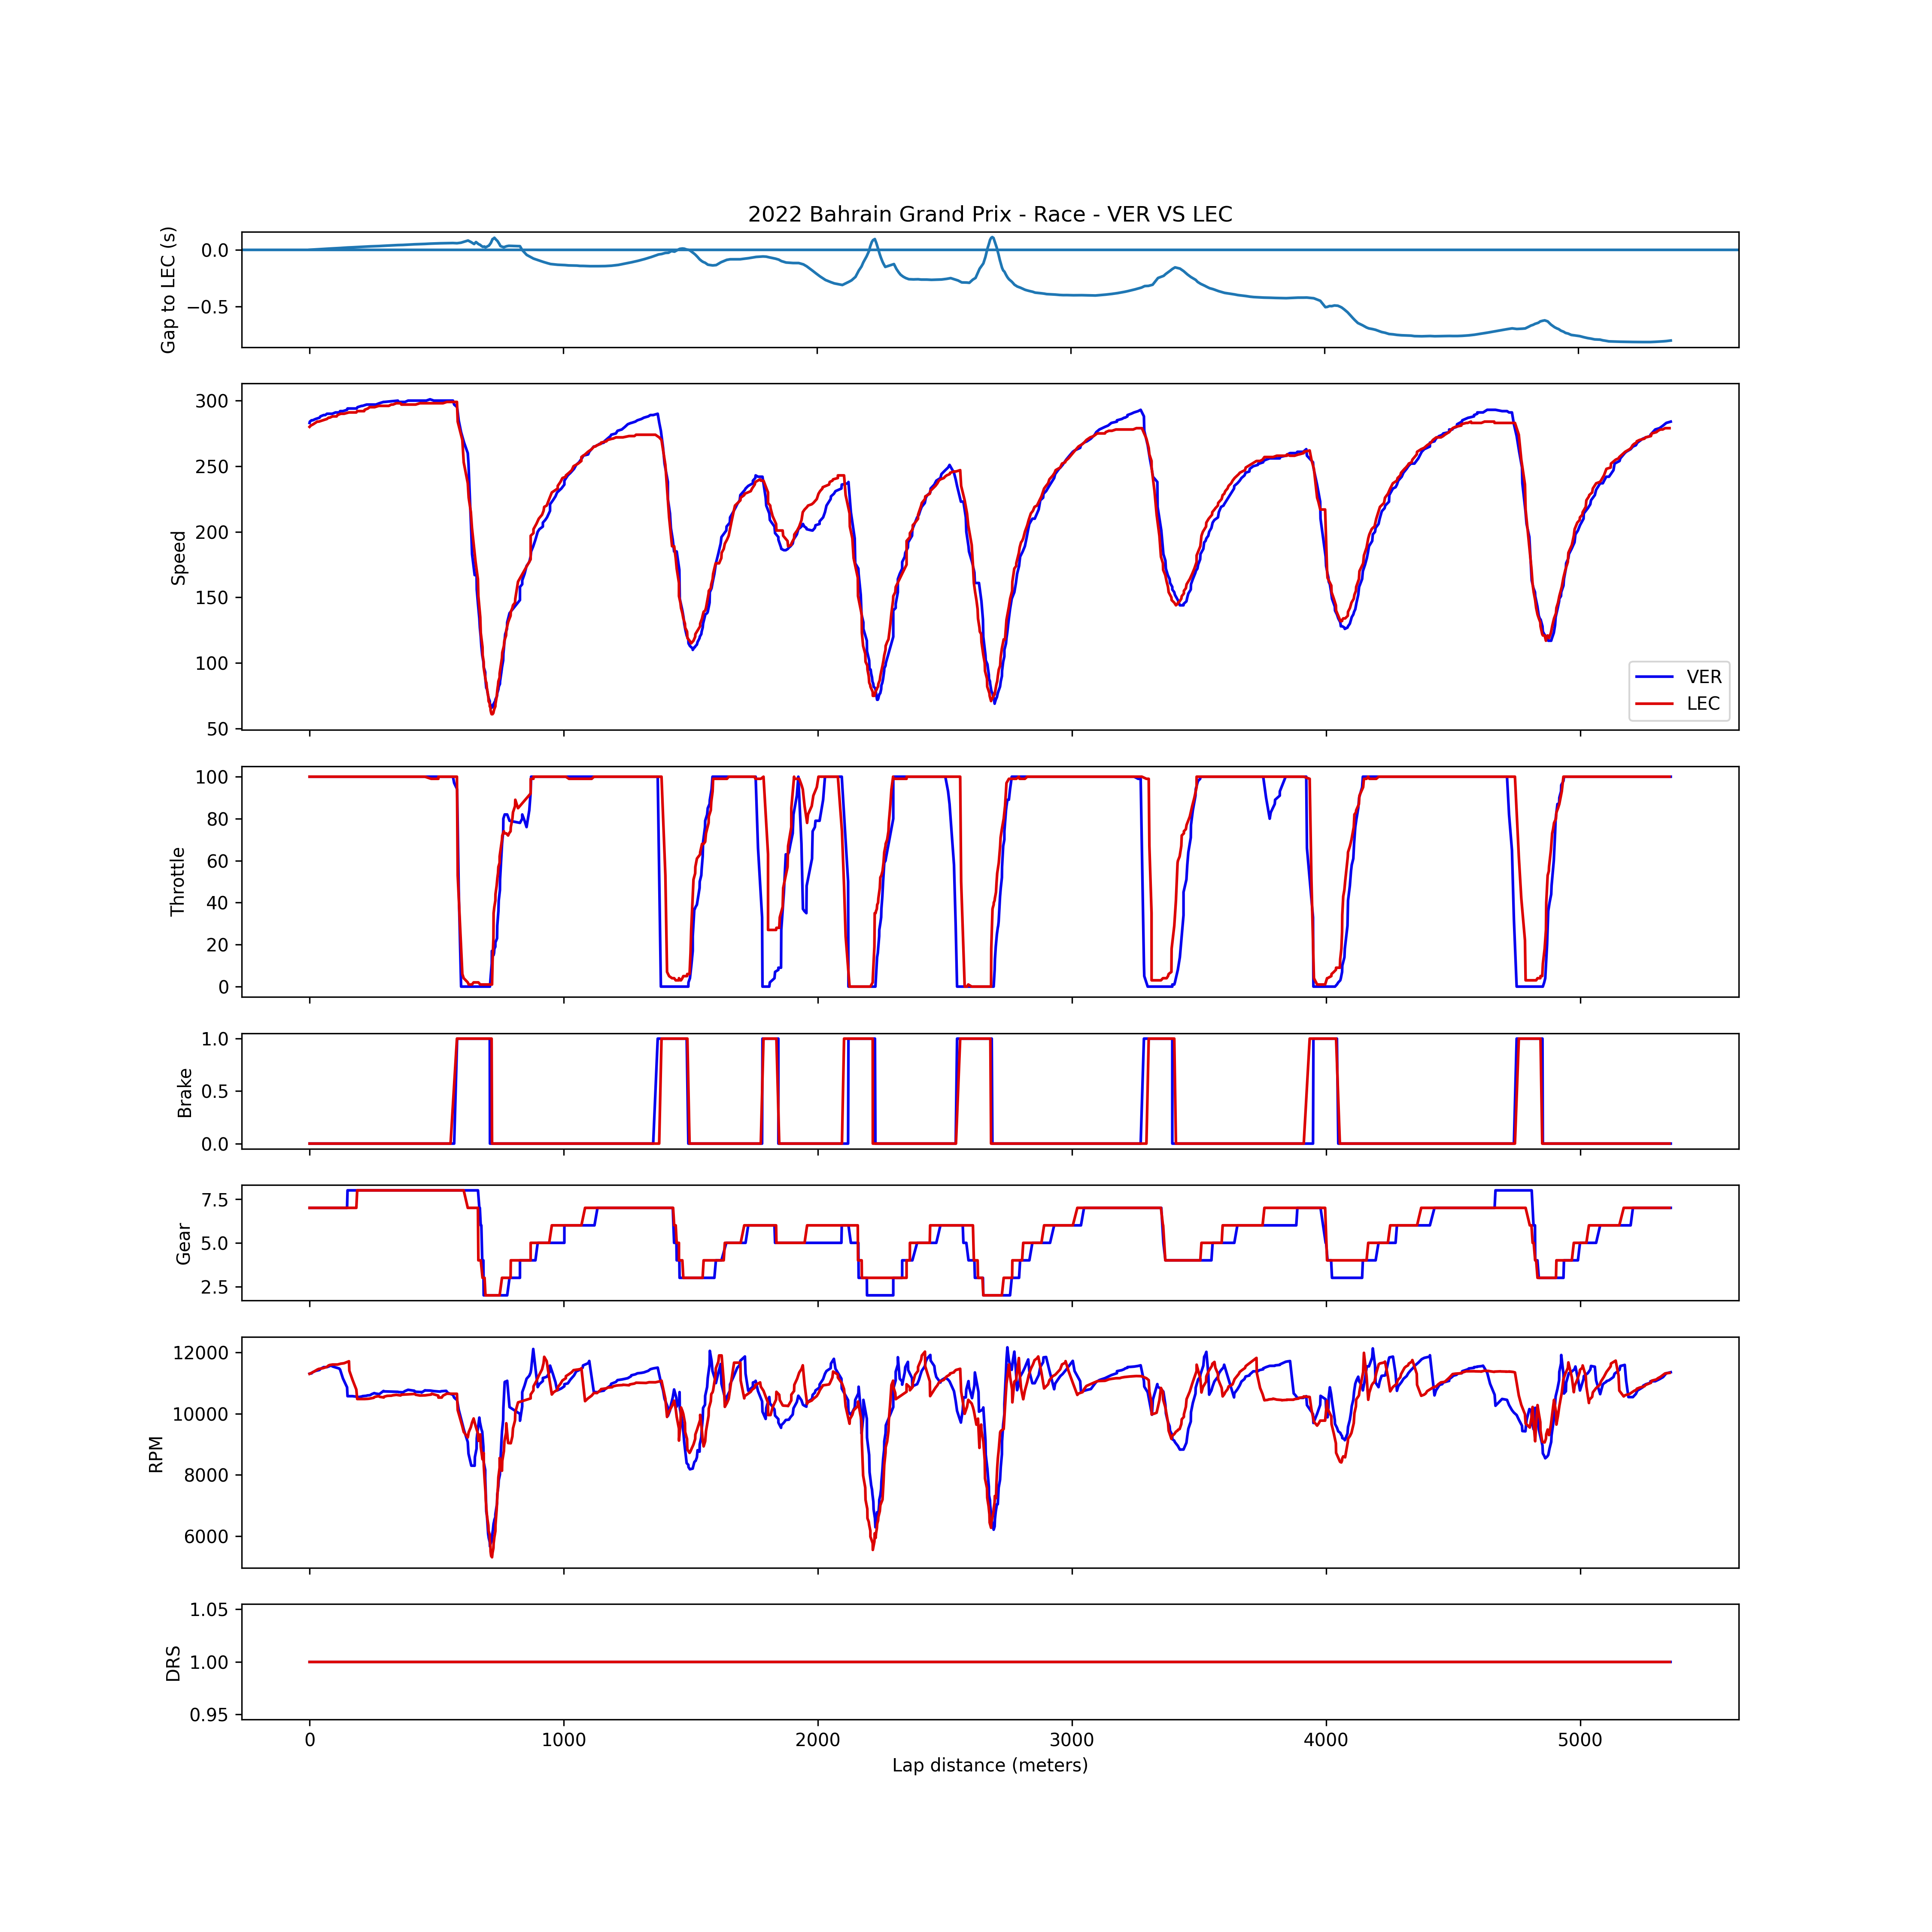 2022 Bahrain Grand Prix - Race - VER VS LEC
Gap to LEC (s)
0.0
−0.5
Speed
300
250
200
150
100
50
VER
LEC
Throttle
100
80
60
40
20
0
Brake
1.0
0.5
0.0
Gear
7.5
5.0
2.5
RPM
12000
10000
8000
6000
DRS
1.05
1.00
0.95
0 1000 2000 3000 4000 5000
Lap distance (meters)